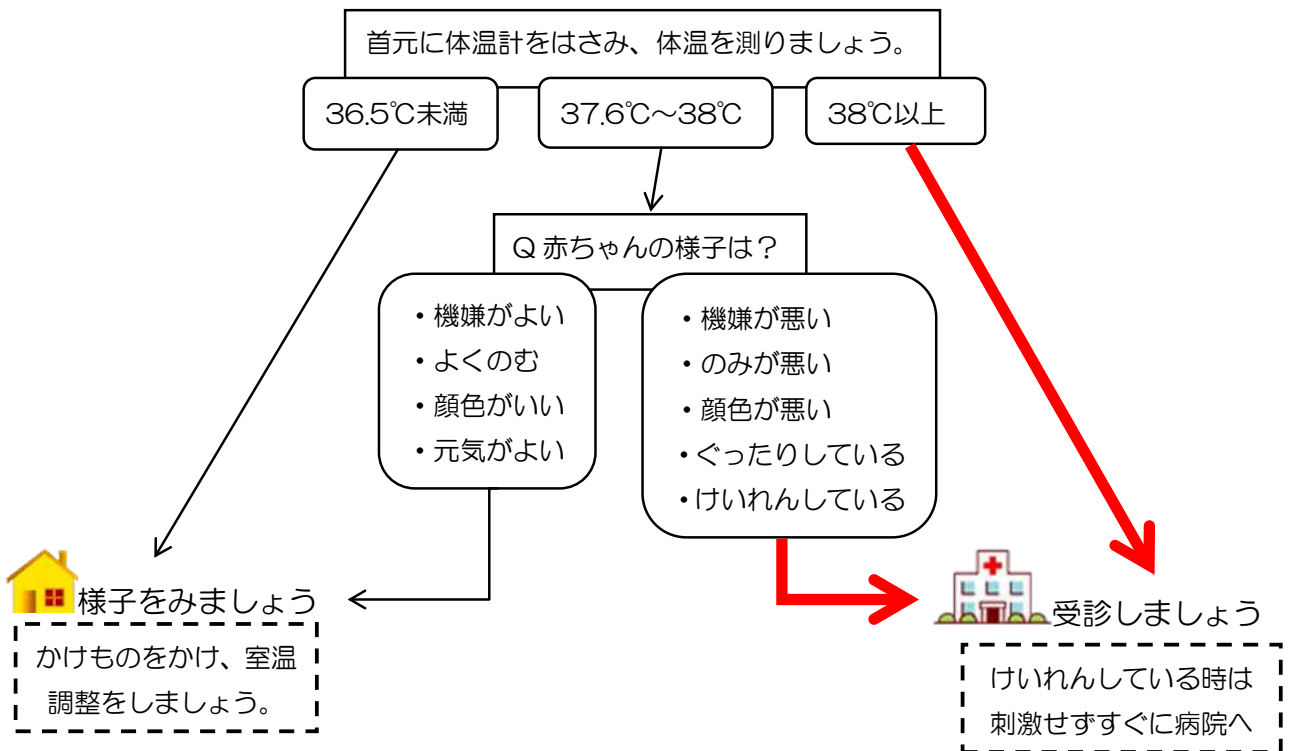 首元に体温計をはさみ、体温を測りましょう。
36.5℃未満
37.6℃～38℃
38℃以上
Q 赤ちゃんの様子は？
・機嫌がよい
・よくのむ
・顔色がいい
・元気がよい
・機嫌が悪い
・のみが悪い
・顔色が悪い
・ぐったりしている
・けいれんしている
様子をみましょう
かけものをかけ、室温
調整をしましょう。
受診しましょう
けいれんしている時は
刺激せずすぐに病院へ